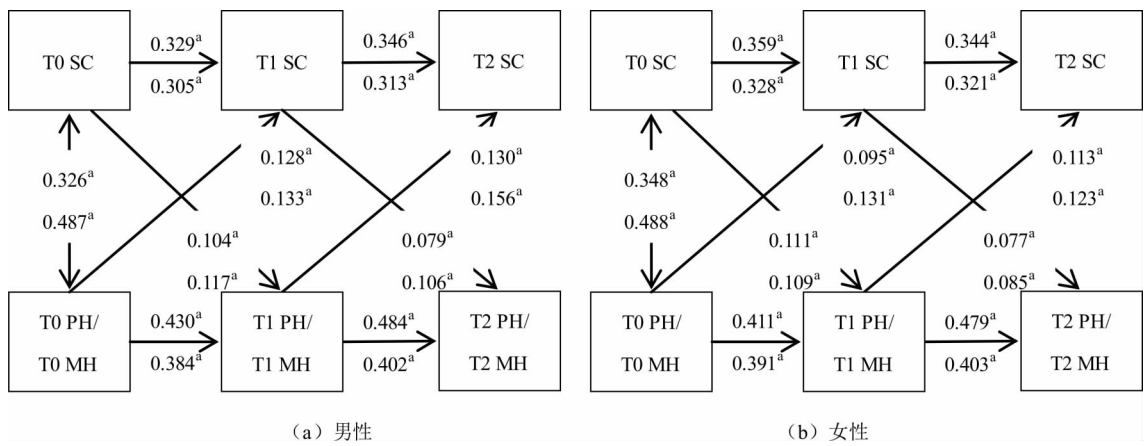 T0 SC
0.329ᵃ
0.305ᵃ
T1 SC
0.346ᵃ
0.313ᵃ
T2 SC
0.326ᵃ
0.487ᵃ
0.128ᵃ
0.133ᵃ
0.130ᵃ
0.156ᵃ
0.104ᵃ
0.117ᵃ
0.079ᵃ
0.106ᵃ
T0 PH/
T0 MH
0.430ᵃ
0.384ᵃ
T1 PH/
T1 MH
0.484ᵃ
0.402ᵃ
T2 PH/
T2 MH
（a）男性
T0 SC
0.359ᵃ
0.328ᵃ
T1 SC
0.344ᵃ
0.321ᵃ
T2 SC
0.348ᵃ
0.488ᵃ
0.095ᵃ
0.131ᵃ
0.113ᵃ
0.123ᵃ
0.111ᵃ
0.109ᵃ
0.077ᵃ
0.085ᵃ
T0 PH/
T0 MH
0.411ᵃ
0.391ᵃ
T1 PH/
T1 MH
0.479ᵃ
0.403ᵃ
T2 PH/
T2 MH
（b）女性